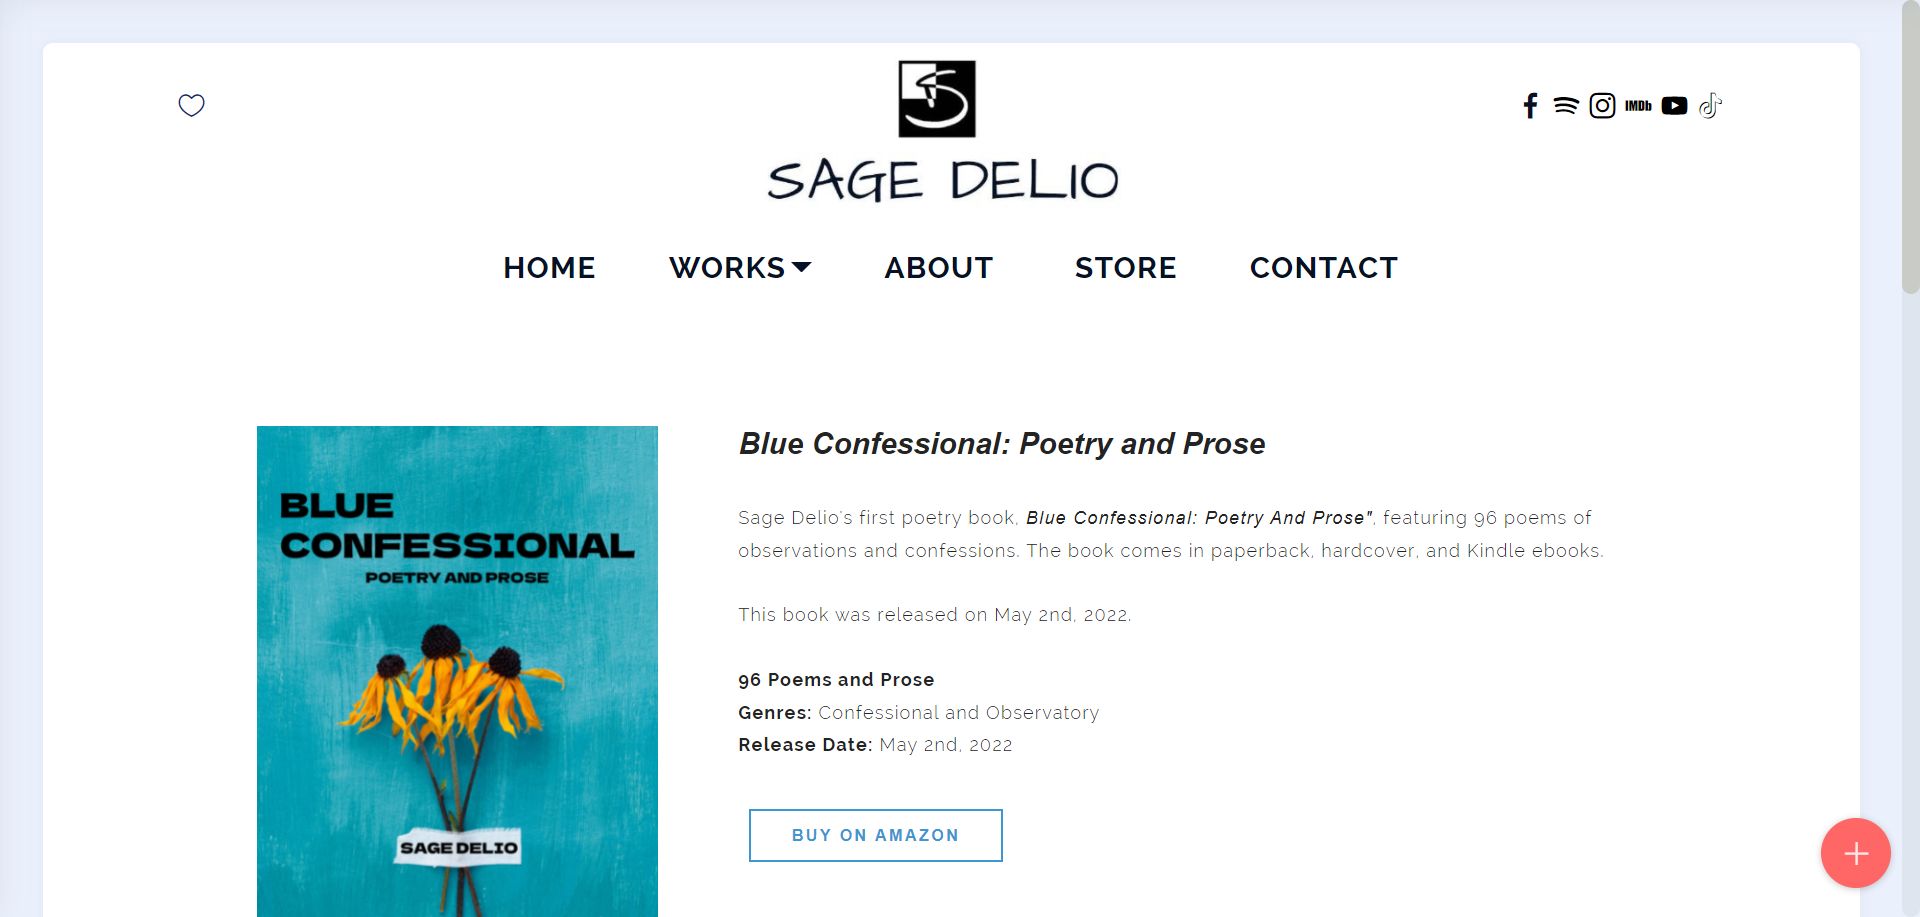 IMDb
SAGE DELIO
HOME WORKS ABOUT STORE CONTACT
BLUE
CONFESSIONAL
POETRY AND PROSE
SAGE DELIO
Blue Confessional: Poetry and Prose
Sage Delio's first poetry book, Blue Confessional: Poetry And Prose", featuring 96 poems of
observations and confessions. The book comes in paperback, hardcover, and Kindle ebooks.
This book was released on May 2nd, 2022.
96 Poems and Prose
Genres: Confessional and Observatory
Release Date: May 2nd, 2022
BUY ON AMAZON